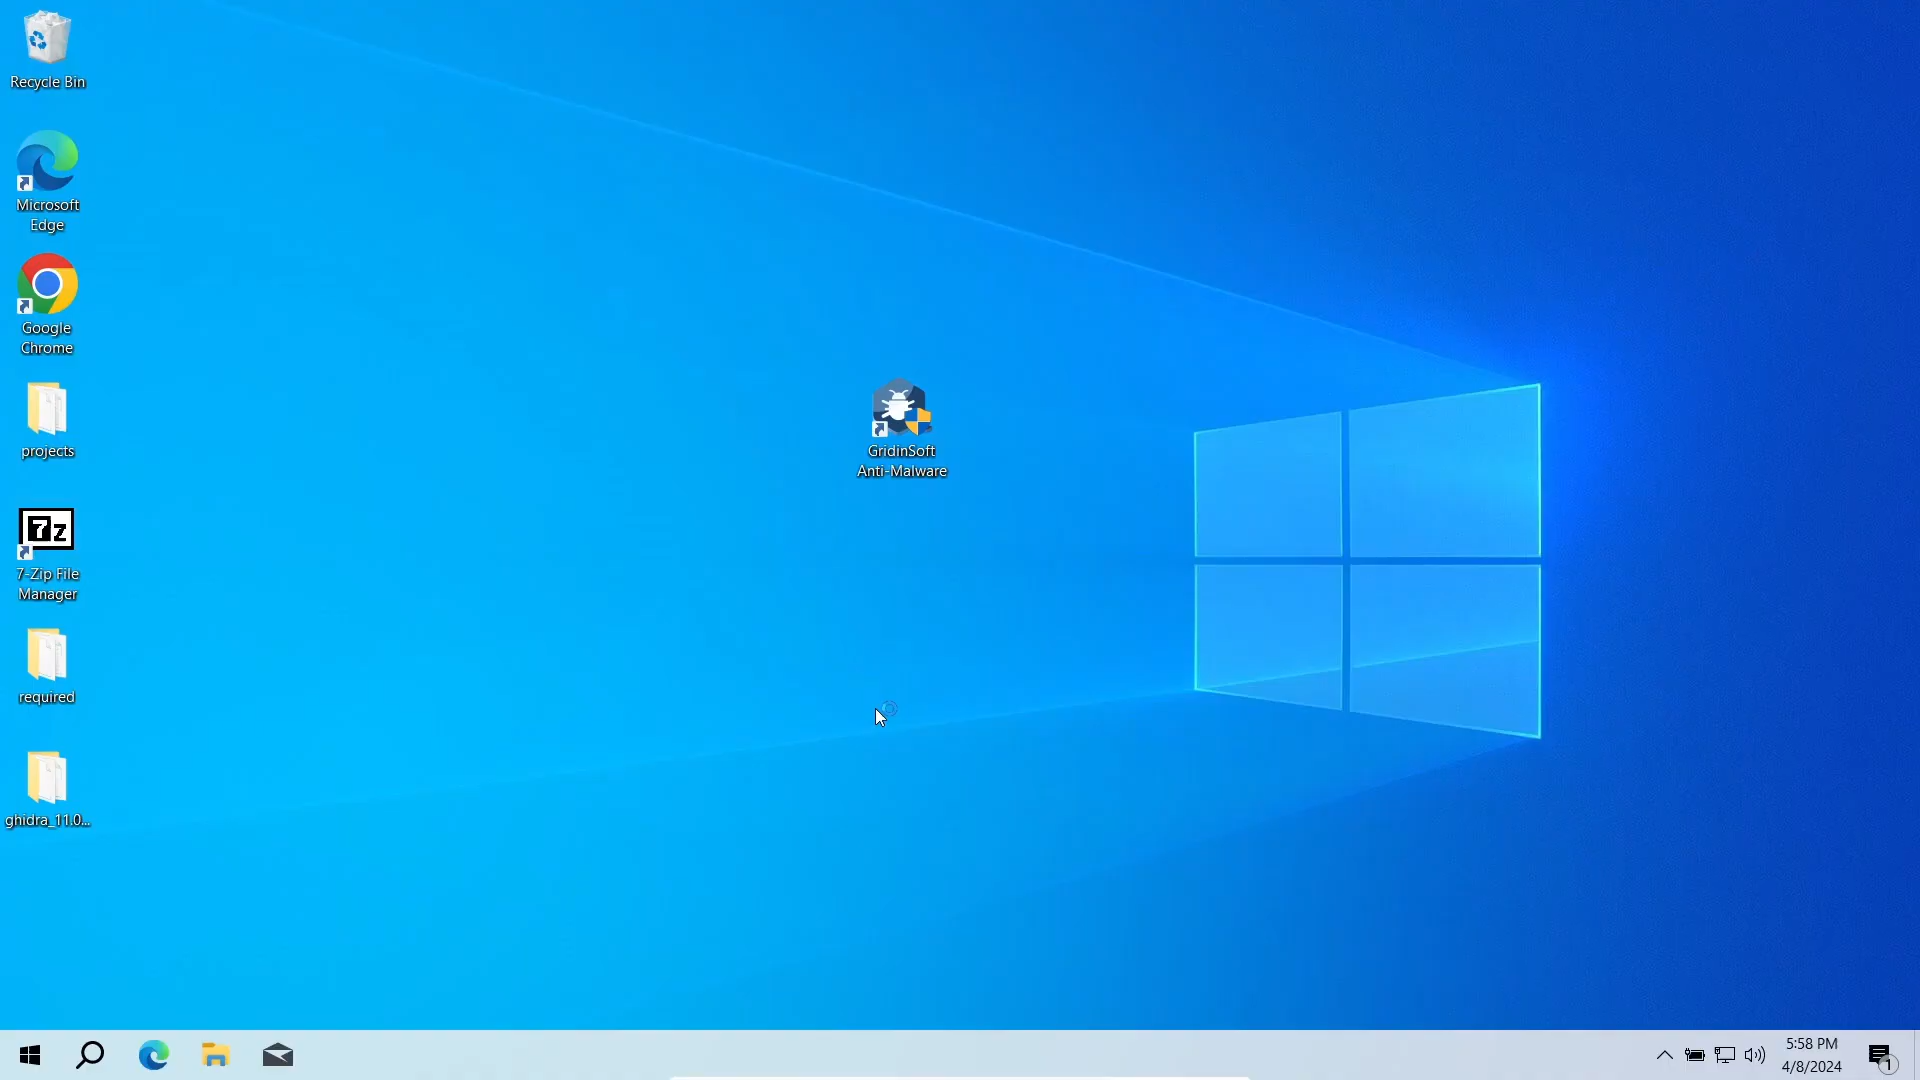 Recycle Bin
Microsoft
Edge
Google
Chrome
projects
7z
7-Zip File
Manager
required
ghidra_11.0...
GridinSoft
Anti-Malware
5:58 PM
4/8/2024
1